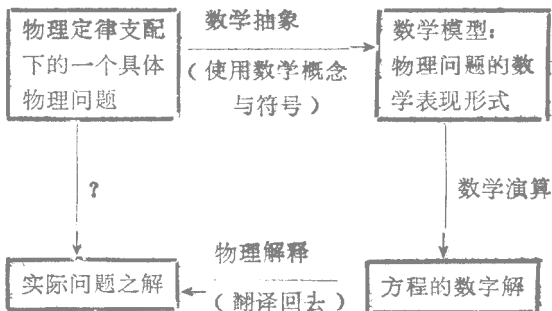 物理定律支配
下的一个具体
物理问题
数学抽象
（使用数学概念
与符号）
数学模型：
物理问题的数
学表现形式
？
数学演算
实际问题之解
物理解释
（翻译回去）
方程的数字解